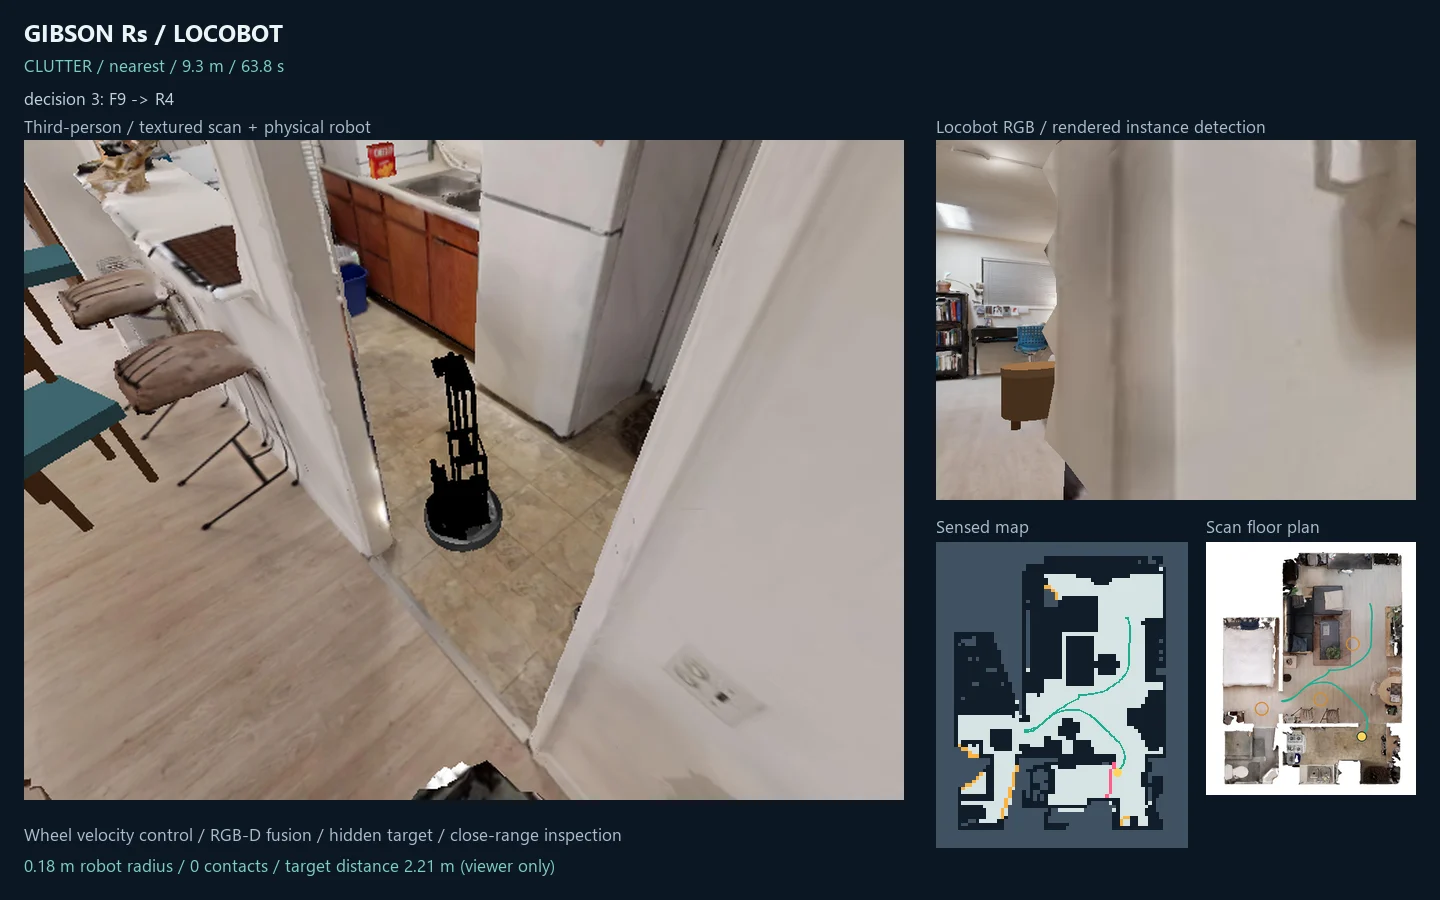 GIBSON Rs / LOCOBOT
CLUTTER / nearest / 9.3 m / 63.8 s
decision 3: F9 -> R4
Third-person / textured scan + physical robot
Locobot RGB / rendered instance detection
Sensed map
Scan floor plan
Wheel velocity control / RGB-D fusion / hidden target / close-range inspection
0.18 m robot radius / 0 contacts / target distance 2.21 m (viewer only)